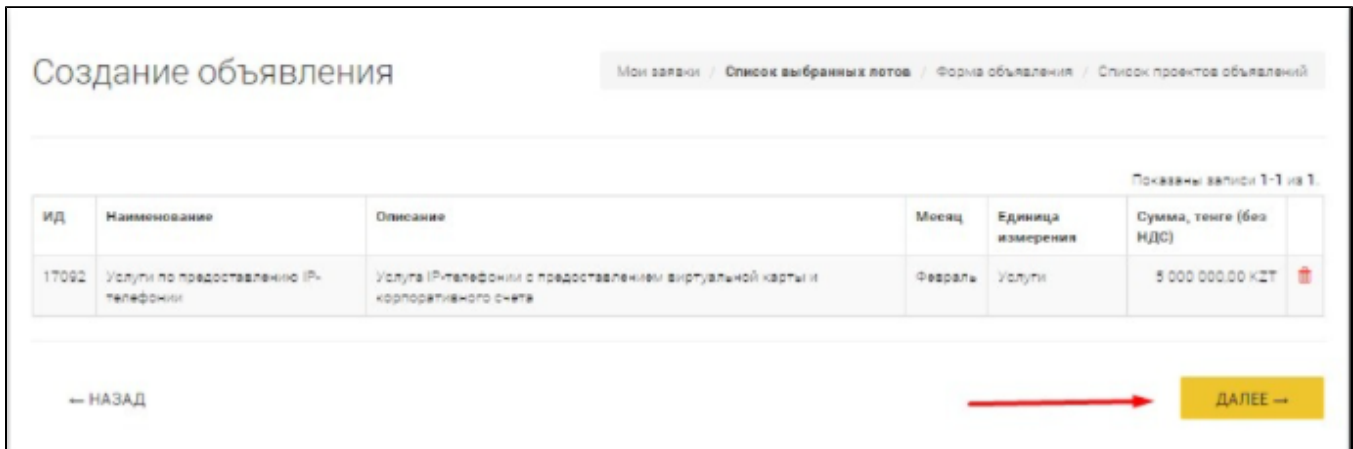 Создание объявления
Мои заявки / Список выбранных лотов / Форма объявления / Список проектов объявлений
Показаны записи 1-1 из 1.
ИД Наименование Описание Месяц Единица измерения Сумма, тенге (без НДС)
17092 Услуги по предоставлению IP-телефонии Услуга IP-телефонии с предоставлением виртуальной карты и корпоративного счета Февраль Услуги 5 000 000.00 KZT
← НАЗАД
ДАЛЕЕ →